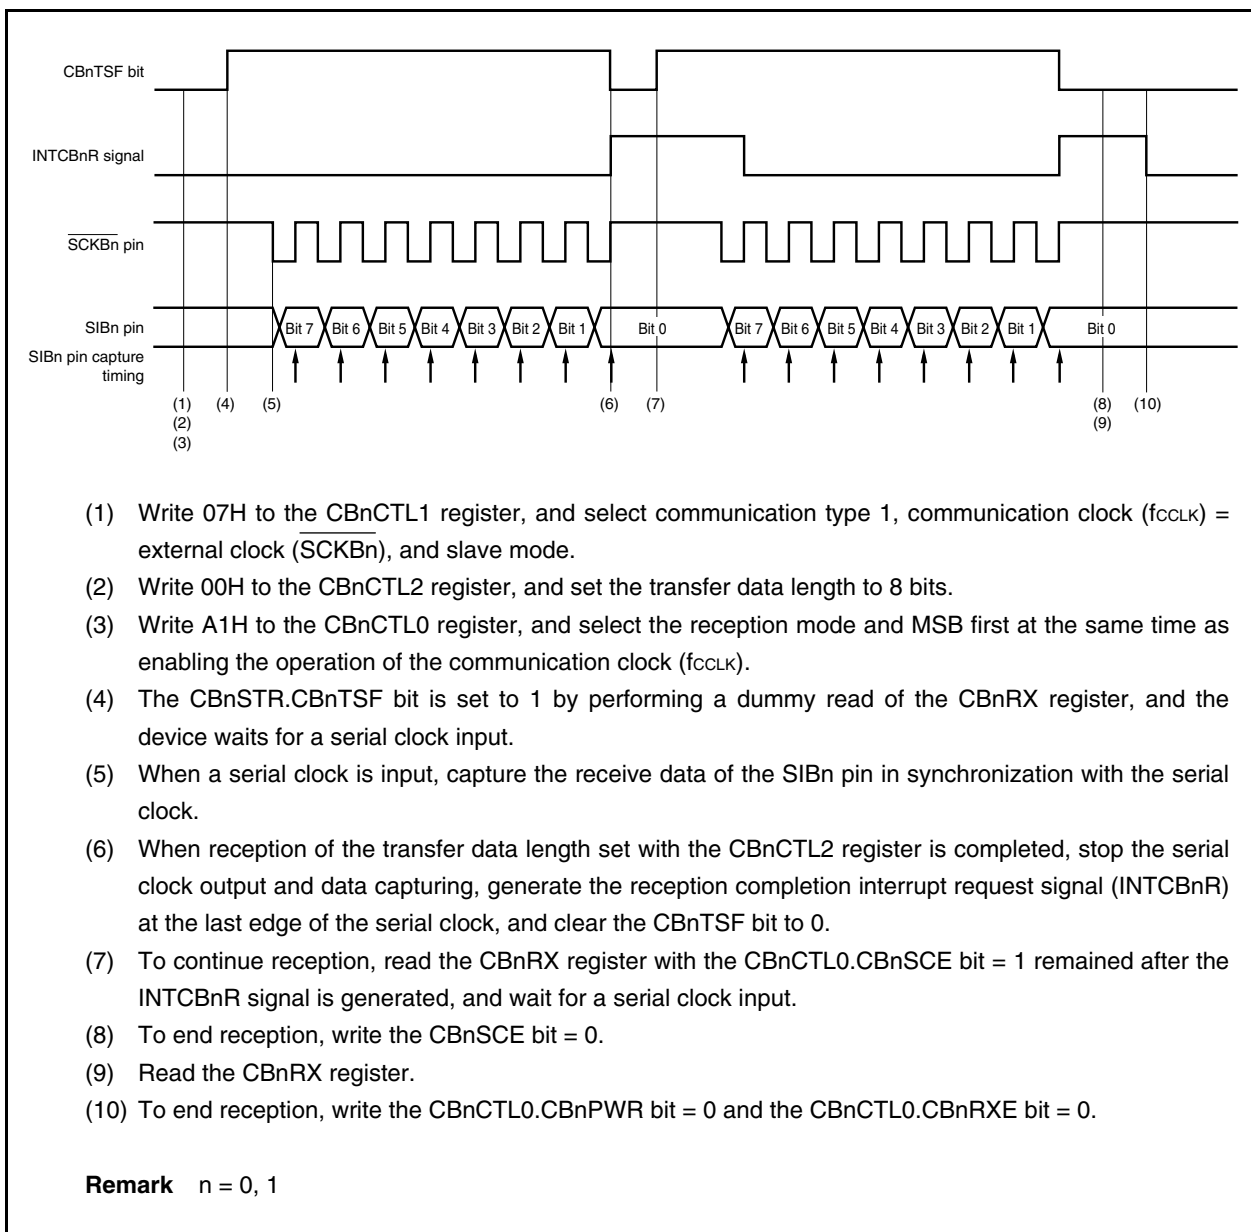 CBnTSF bit
INTCBnR signal
SCKBn pin
SIBn pin
Bit 7 Bit 6 Bit 5 Bit 4 Bit 3 Bit 2 Bit 1 Bit 0 Bit 7 Bit 6 Bit 5 Bit 4 Bit 3 Bit 2 Bit 1 Bit 0
SIBn pin capture
timing
(1) (4) (5) (6) (7) (8) (10)
(2) (9)
(3)
(1) Write 07H to the CBnCTL1 register, and select communication type 1, communication clock (fCCLK) =
external clock (SCKBn), and slave mode.
(2) Write 00H to the CBnCTL2 register, and set the transfer data length to 8 bits.
(3) Write A1H to the CBnCTL0 register, and select the reception mode and MSB first at the same time as
enabling the operation of the communication clock (fCCLK).
(4) The CBnSTR.CBnTSF bit is set to 1 by performing a dummy read of the CBnRX register, and the
device waits for a serial clock input.
(5) When a serial clock is input, capture the receive data of the SIBn pin in synchronization with the serial
clock.
(6) When reception of the transfer data length set with the CBnCTL2 register is completed, stop the serial
clock output and data capturing, generate the reception completion interrupt request signal (INTCBnR)
at the last edge of the serial clock, and clear the CBnTSF bit to 0.
(7) To continue reception, read the CBnRX register with the CBnCTL0.CBnSCE bit = 1 remained after the
INTCBnR signal is generated, and wait for a serial clock input.
(8) To end reception, write the CBnSCE bit = 0.
(9) Read the CBnRX register.
(10) To end reception, write the CBnCTL0.CBnPWR bit = 0 and the CBnCTL0.CBnRXE bit = 0.
Remark n = 0, 1